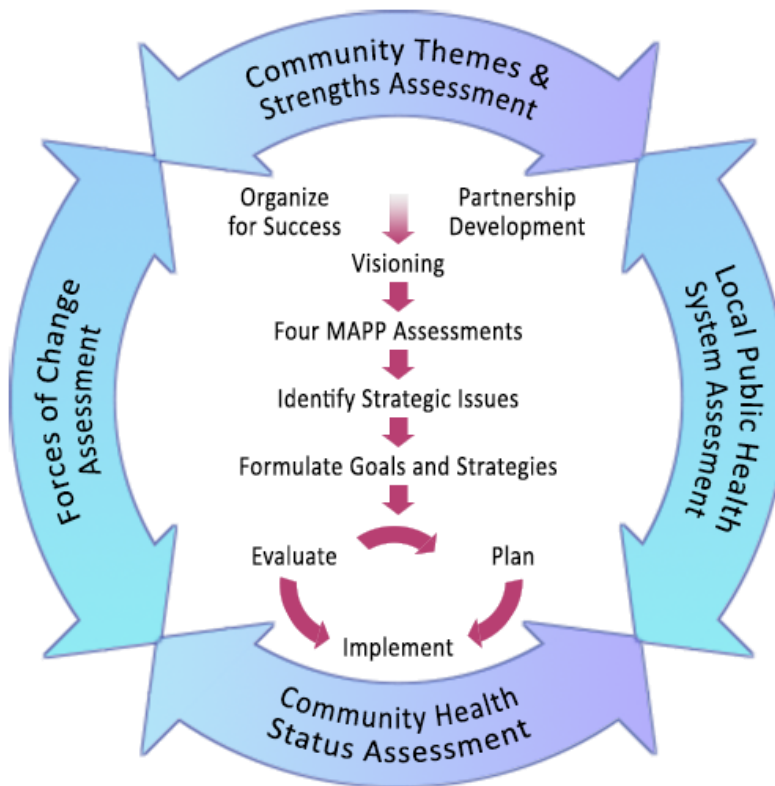 Community Themes &
Strengths Assessment
Organize
for Success
Partnership
Development
Visioning
Four MAPP Assessments
Identify Strategic Issues
Formulate Goals and Strategies
Evaluate
Plan
Implement
Forces of Change
Assessment
Local Public Health
System Assesment
Community Health
Status Assessment